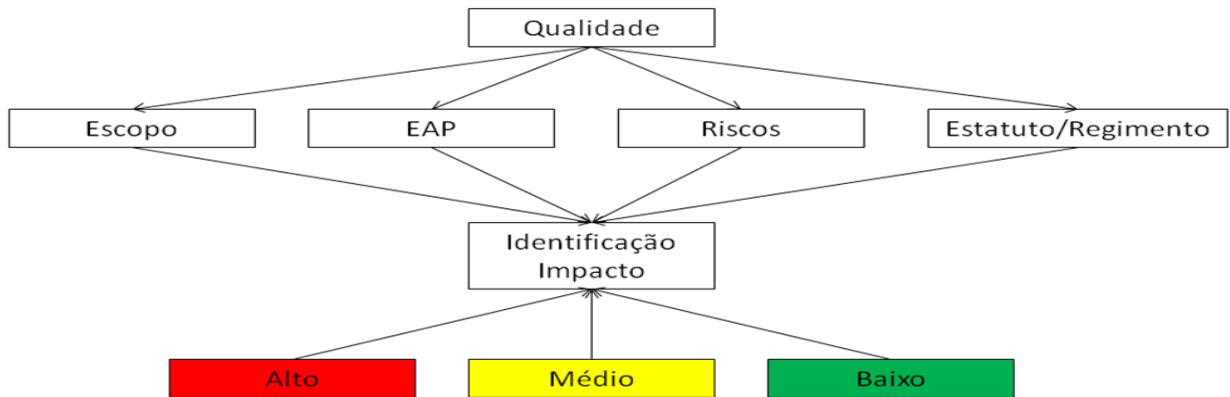 Qualidade
Escopo
EAP
Riscos
Estatuto/Regimento
Identificação
Impacto
Alto
Médio
Baixo